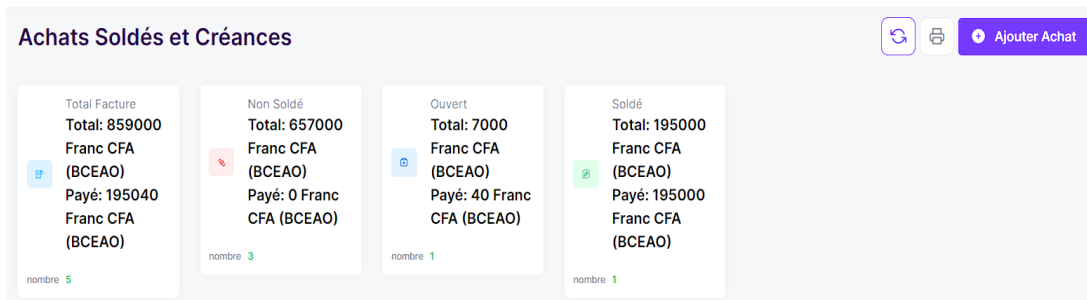 Achats Soldés et Créances
Ajouter Achat
Total Facture
Total: 859000
Franc CFA
(BCEAO)
Payé: 195040
Franc CFA
(BCEAO)
nombre 5
Non Soldé
Total: 657000
Franc CFA
(BCEAO)
Payé: 0 Franc
CFA (BCEAO)
nombre 3
Ouvert
Total: 7000
Franc CFA
(BCEAO)
Payé: 40 Franc
CFA (BCEAO)
nombre 1
Soldé
Total: 195000
Franc CFA
(BCEAO)
Payé: 195000
Franc CFA
(BCEAO)
nombre 1